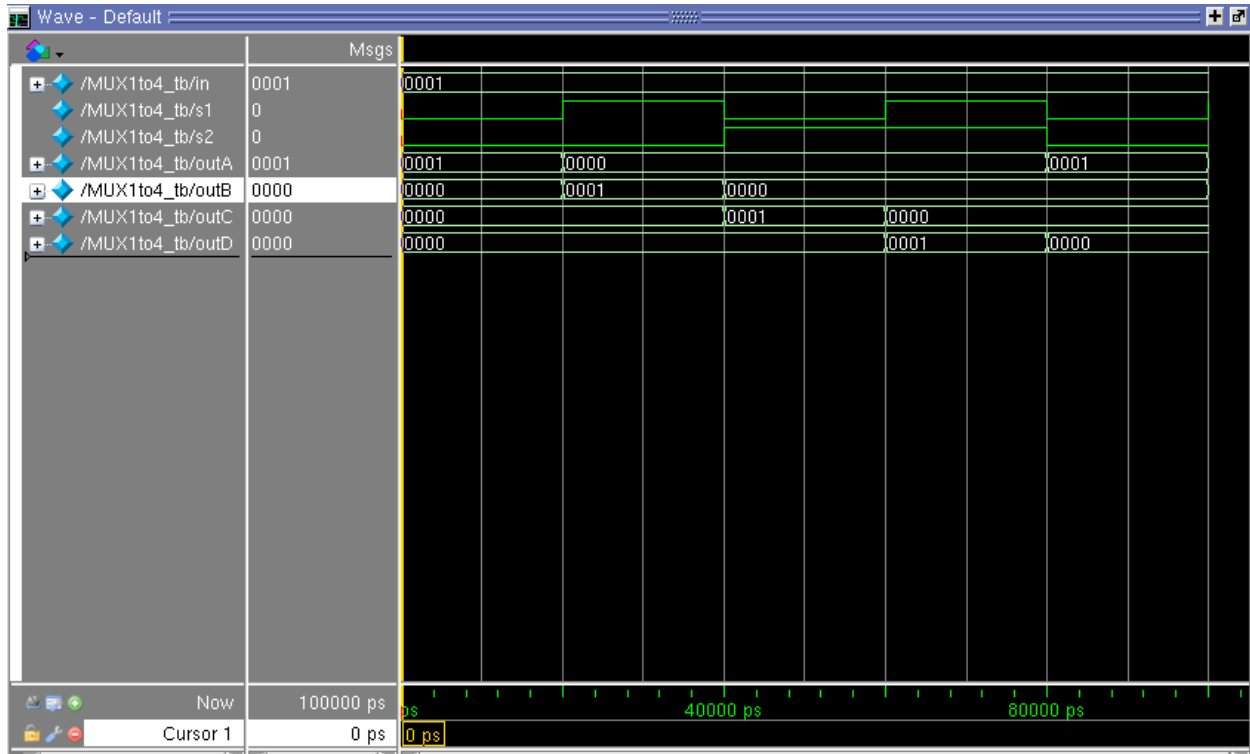 Wave - Default
Msgs
/MUX1to4_tb/in 0001 0001
/MUX1to4_tb/s1 0
/MUX1to4_tb/s2 0
/MUX1to4_tb/outA 0001 0001 0000 0001
/MUX1to4_tb/outB 0000 0000 0001 0000
/MUX1to4_tb/outC 0000 0000 0001 0000
/MUX1to4_tb/outD 0000 0000 0001 0000
Now 100000 ps ps 40000 ps 80000 ps
Cursor 1 0 ps 0 ps